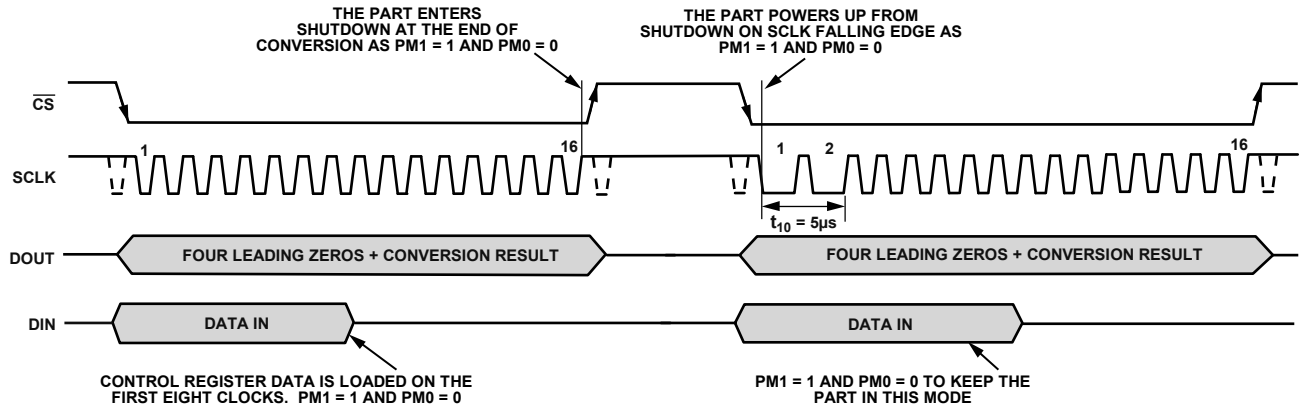 THE PART ENTERS
SHUTDOWN AT THE END OF
CONVERSION AS PM1 = 1 AND PM0 = 0
THE PART POWERS UP FROM
SHUTDOWN ON SCLK FALLING EDGE AS
PM1 = 1 AND PM0 = 0
CS
1
16
1
2
16
SCLK
t10 = 5µs
DOUT
FOUR LEADING ZEROS + CONVERSION RESULT
FOUR LEADING ZEROS + CONVERSION RESULT
DIN
DATA IN
DATA IN
CONTROL REGISTER DATA IS LOADED ON THE
FIRST EIGHT CLOCKS. PM1 = 1 AND PM0 = 0
PM1 = 1 AND PM0 = 0 TO KEEP THE
PART IN THIS MODE